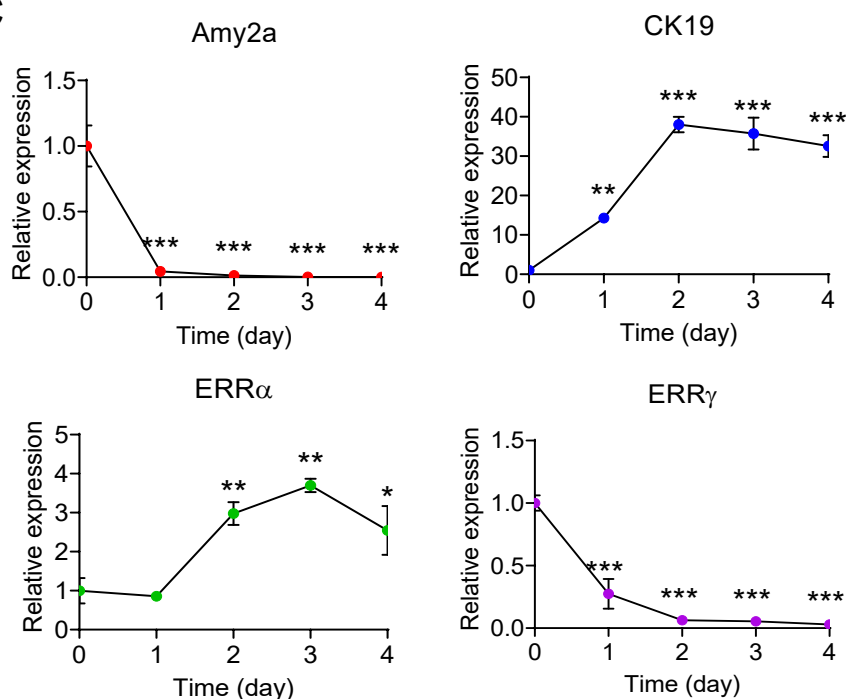 Amy2a
Relative expression
1.5
1.0
0.5
0.0
*** *** *** ***
0 1 2 3 4
Time (day)
CK19
Relative expression
50
40
30
20
10
0
** *** *** ***
0 1 2 3 4
Time (day)
ERRα
Relative expression
5
4
3
2
1
0
** ** *
0 1 2 3 4
Time (day)
ERRγ
Relative expression
1.5
1.0
0.5
0.0
*** *** *** ***
0 1 2 3 4
Time (day)